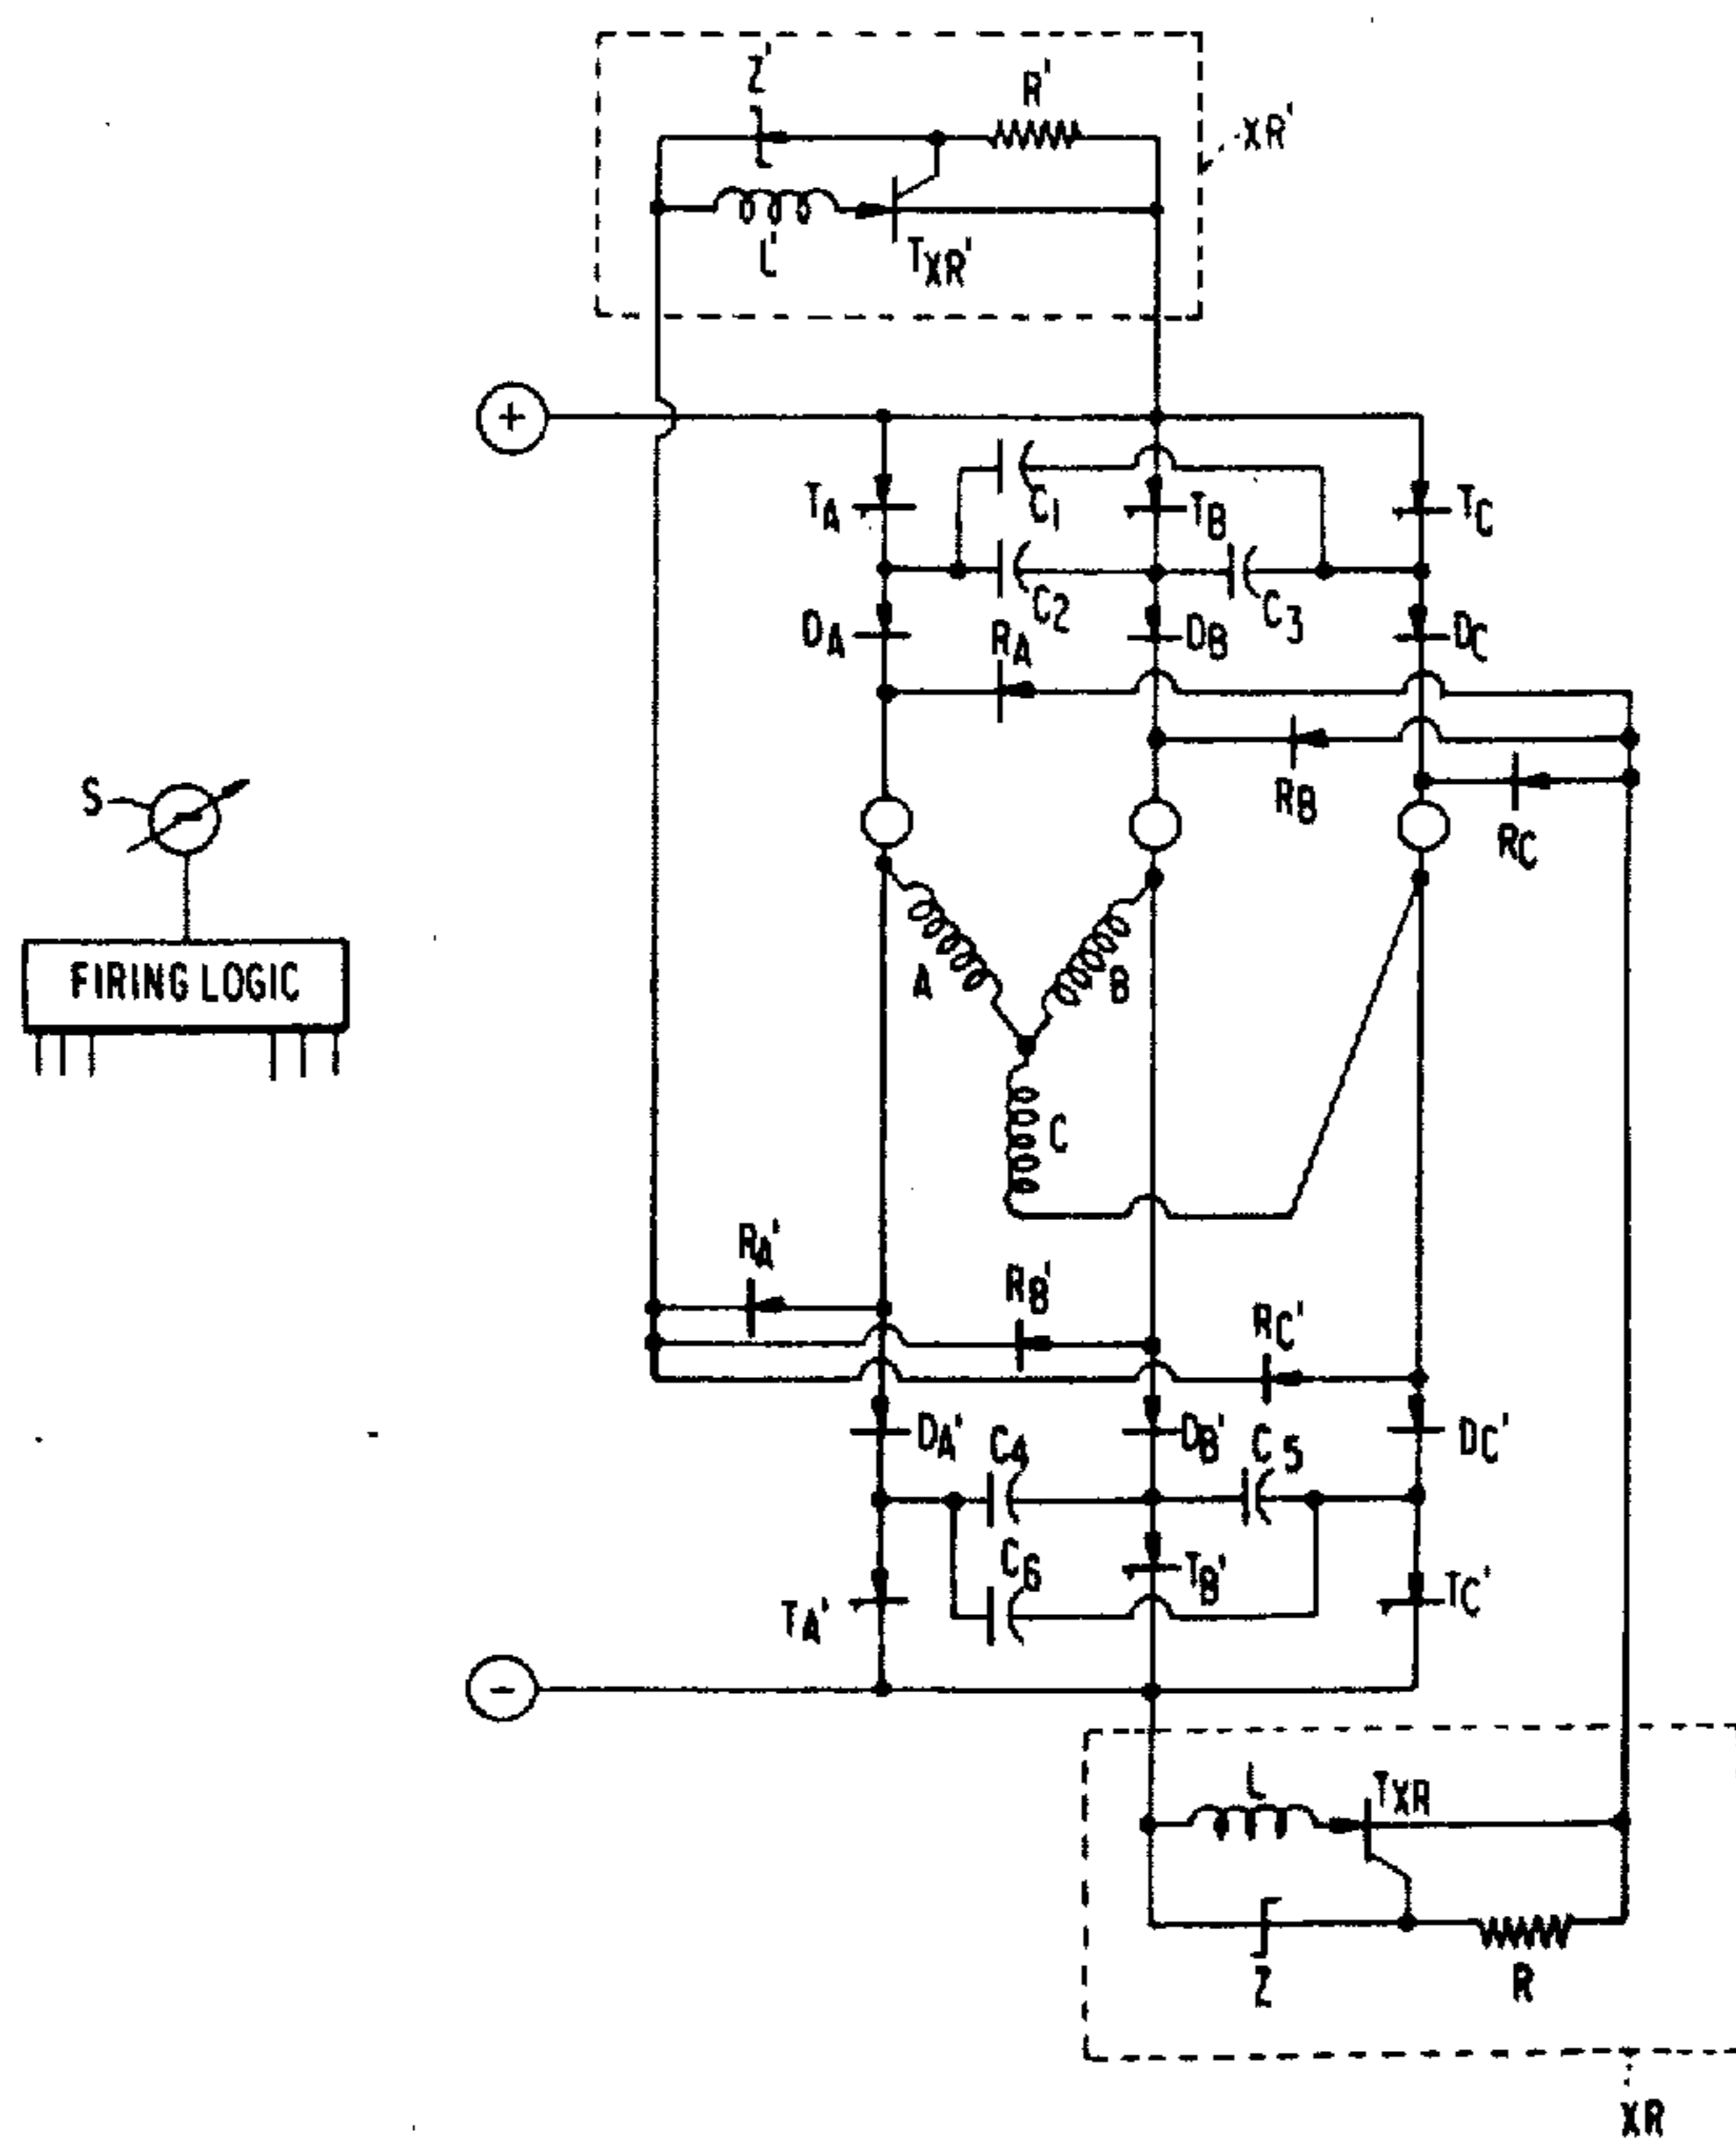 Z'
R'
XR'
L'
TXR'
+
TA
C1
TB
TC
C2
C3
DA
RA
DB
DC
S
RB
RC
FIRING LOGIC
A
B
C
RA'
RB'
RC'
DA'
C4
DB'
C5
DC'
C6
TB'
TA'
TC'
-
L
TXR
Z
R
XR